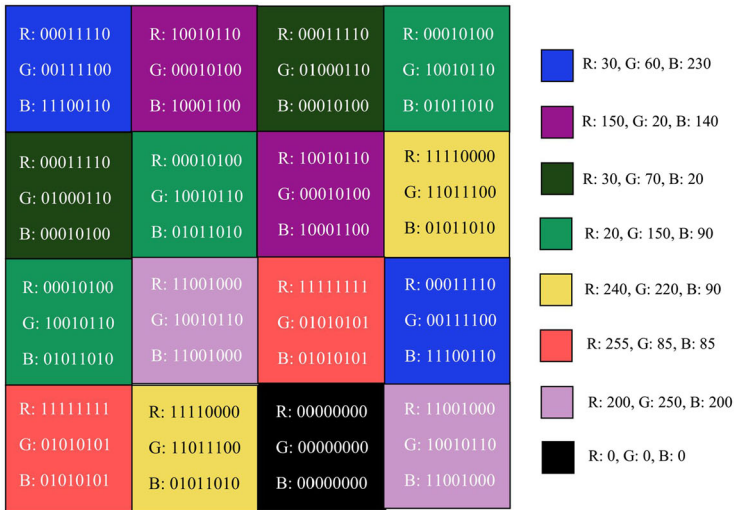 R: 00011110
G: 00111100
B: 11100110
R: 10010110
G: 00010100
B: 10001100
R: 00011110
G: 01000110
B: 00010100
R: 00010100
G: 10010110
B: 01011010
R: 00011110
G: 01000110
B: 00010100
R: 00010100
G: 10010110
B: 01011010
R: 10010110
G: 00010100
B: 10001100
R: 11110000
G: 11011100
B: 01011010
R: 00010100
G: 10010110
B: 01011010
R: 11001000
G: 10010110
B: 11001000
R: 11111111
G: 01010101
B: 01010101
R: 00011110
G: 00111100
B: 11100110
R: 11111111
G: 01010101
B: 01010101
R: 11110000
G: 11011100
B: 01011010
R: 00000000
G: 00000000
B: 00000000
R: 11001000
G: 10010110
B: 11001000
R: 30, G: 60, B: 230
R: 150, G: 20, B: 140
R: 30, G: 70, B: 20
R: 20, G: 150, B: 90
R: 240, G: 220, B: 90
R: 255, G: 85, B: 85
R: 200, G: 250, B: 200
R: 0, G: 0, B: 0